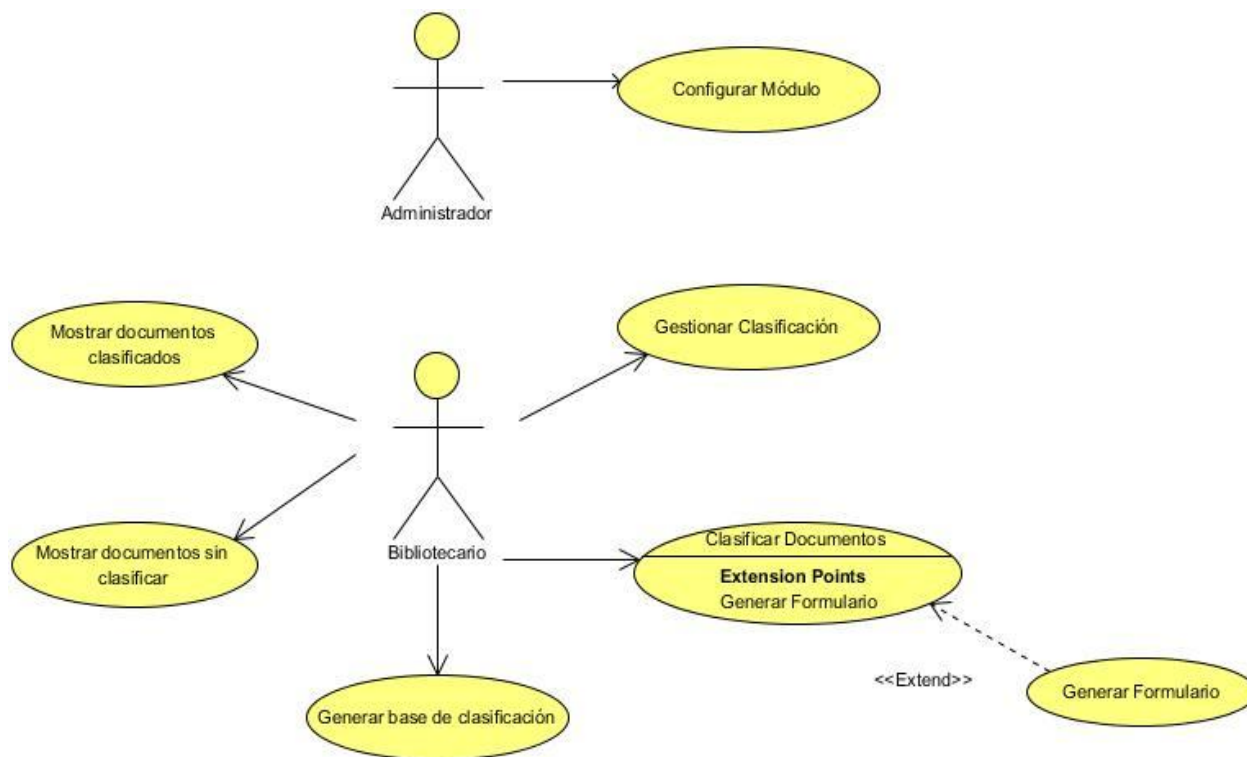 Configurar Módulo
Administrador
Mostrar documentos
clasificados
Gestionar Clasificación
Mostrar documentos sin
clasificar
Bibliotecario
Clasificar Documentos
Extension Points
Generar Formulario
<<Extend>>
Generar Formulario
Generar base de clasificación